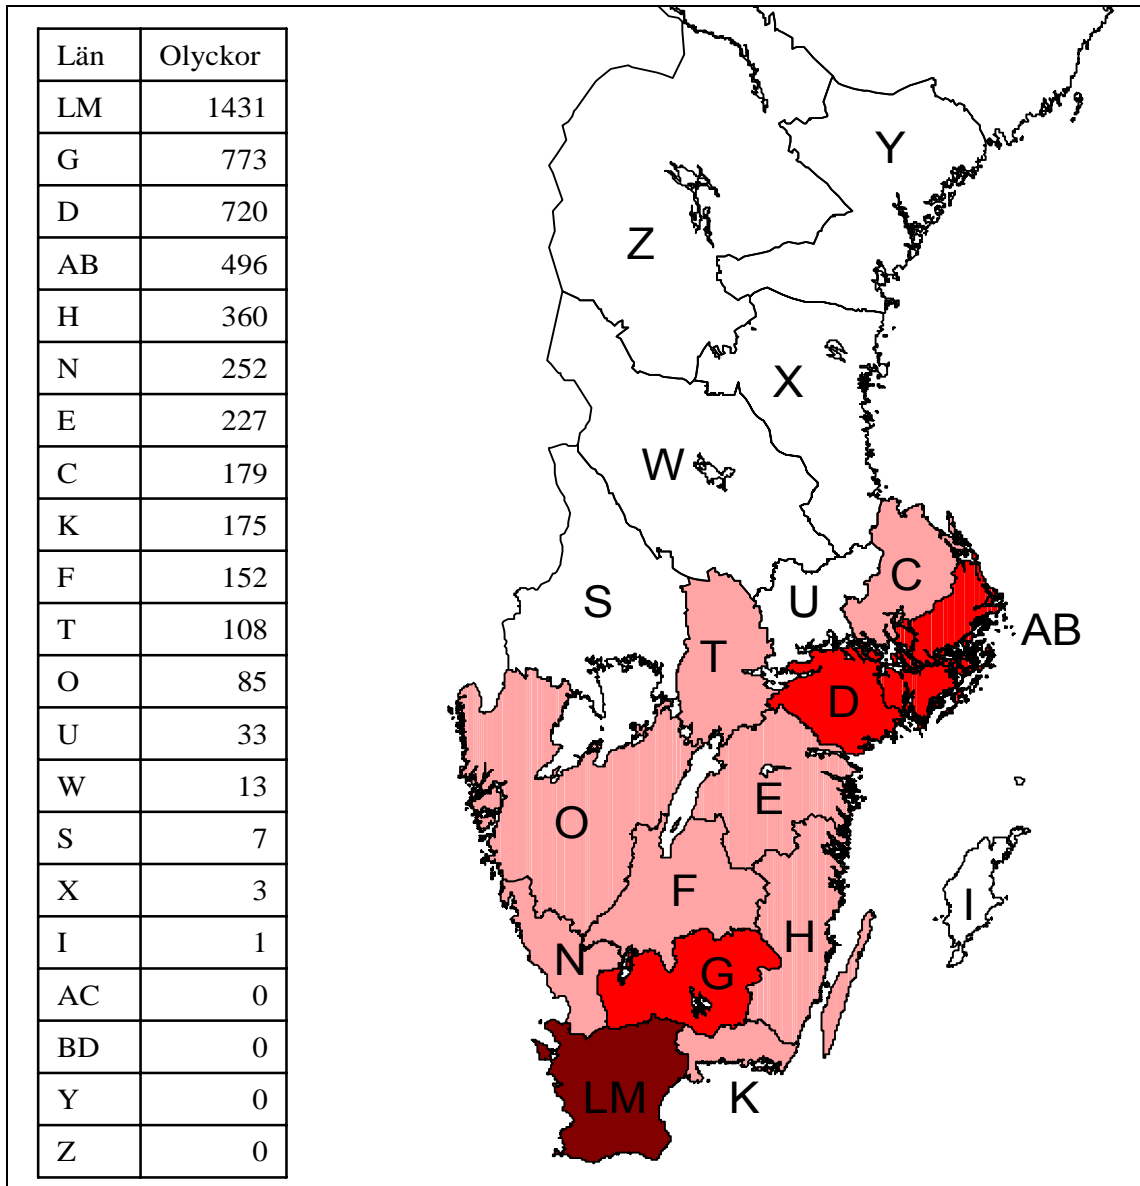 Län Olyckor
LM 1431
G 773
D 720
AB 496
H 360
N 252
E 227
C 179
K 175
F 152
T 108
O 85
U 33
W 13
S 7
X 3
I 1
AC 0
BD 0
Y 0
Z 0
Y
Z
X
W
C
S
U
AB
T
D
E
O
F
I
H
N
G
LM
K